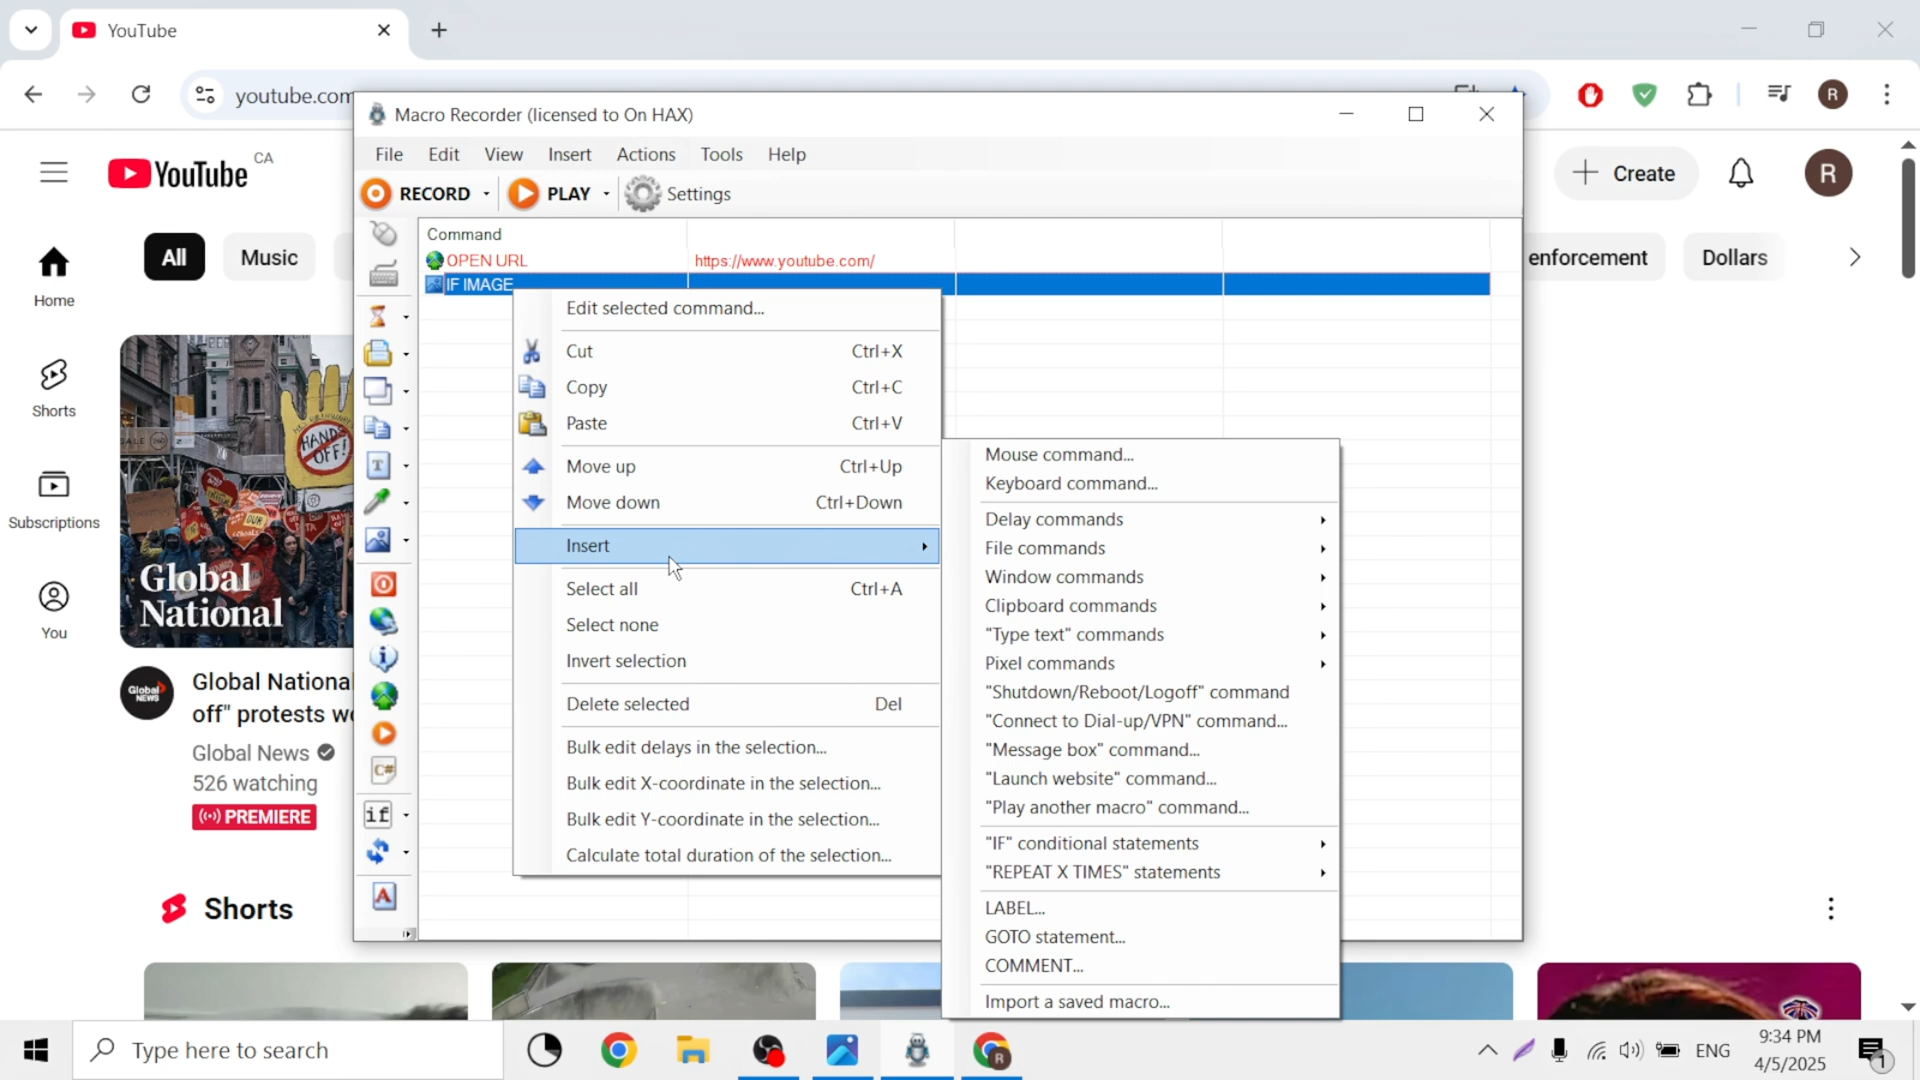 YouTube
youtube.com
Macro Recorder (licensed to On HAX)
File Edit View Insert Actions Tools Help
RECORD PLAY Settings
YouTube CA
Create
R
R
All
Music
enforcement
Dollars
Home
Shorts
Subscriptions
You
Command
OPEN URL https://www.youtube.com/
IF IMAGE
Edit selected command...
Cut Ctrl+X
Copy Ctrl+C
Paste Ctrl+V
Move up Ctrl+Up
Move down Ctrl+Down
Insert
Select all Ctrl+A
Select none
Invert selection
Delete selected Del
Bulk edit delays in the selection...
Bulk edit X-coordinate in the selection...
Bulk edit Y-coordinate in the selection...
Calculate total duration of the selection...
Mouse command...
Keyboard command...
Delay commands
File commands
Window commands
Clipboard commands
"Type text" commands
Pixel commands
"Shutdown/Reboot/Logoff" command
"Connect to Dial-up/VPN" command...
"Message box" command...
"Launch website" command...
"Play another macro" command...
"IF" conditional statements
"REPEAT X TIMES" statements
LABEL...
GOTO statement...
COMMENT...
Import a saved macro...
T
C#
if
A
HANDS
OFF!
Global
National
Global
NEWS
Global National
off" protests w
Global News
526 watching
PREMIERE
Shorts
Type here to search
R
ENG
9:34 PM
4/5/2025
1